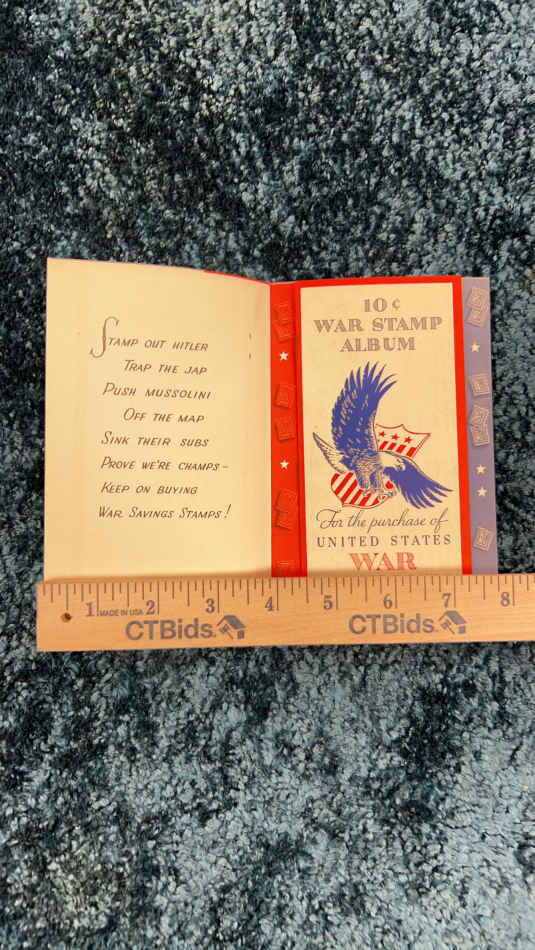 STAMP OUT HITLER
TRAP THE JAP
PUSH MUSSOLINI
OFF THE MAP
SINK THEIR SUBS
PROVE WE'RE CHAMPS –
KEEP ON BUYING
WAR SAVINGS STAMPS!
10¢
WAR STAMP
ALBUM
For the purchase of
UNITED STATES
WAR
1 MADE IN USA 2 3 4 5 6 7 8
CTBids. CTBids.